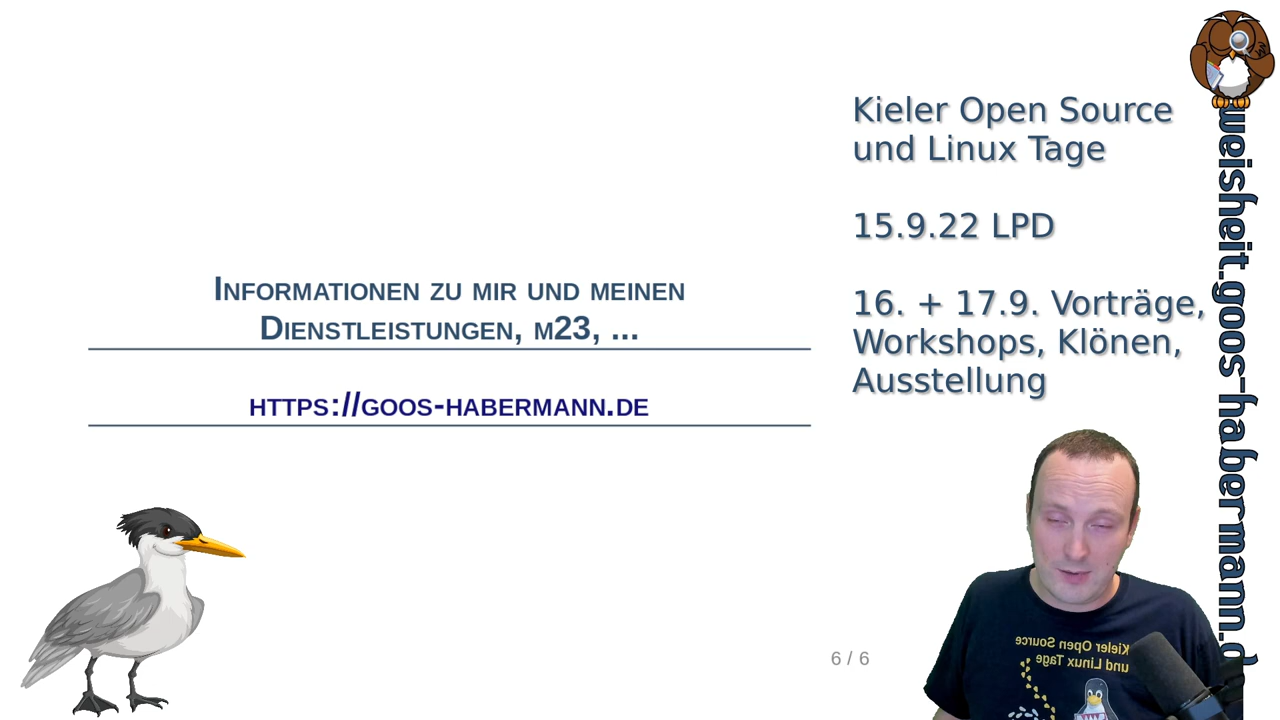 Kieler Open Source
und Linux Tage
15.9.22 LPD
16. + 17.9. Vorträge,
Workshops, Klönen,
Ausstellung
Informationen zu mir und meinen
Dienstleistungen, m23, ...
https://goos-habermann.de
weisheit.goos-habermann.d
6 / 6
Kieler Open Source
und Linux Tage